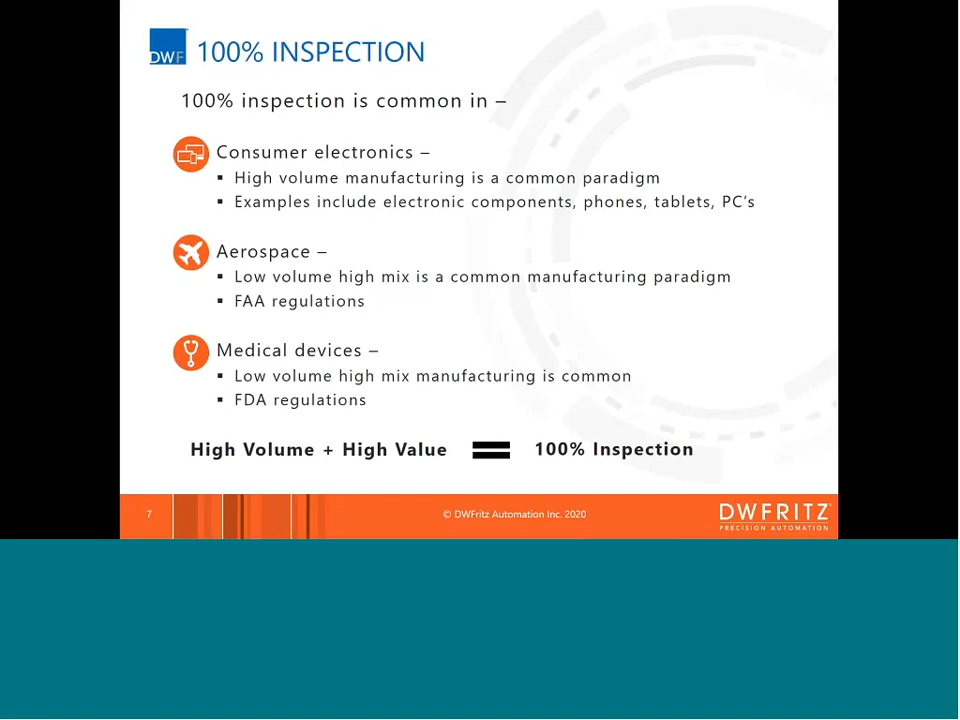 DWF 100% INSPECTION
100% inspection is common in –
Consumer electronics –
▪ High volume manufacturing is a common paradigm
▪ Examples include electronic components, phones, tablets, PC's
Aerospace –
▪ Low volume high mix is a common manufacturing paradigm
▪ FAA regulations
Medical devices –
▪ Low volume high mix manufacturing is common
▪ FDA regulations
High Volume + High Value = 100% Inspection
7 © DWFritz Automation Inc. 2020 DWFRITZ
PRECISION AUTOMATION